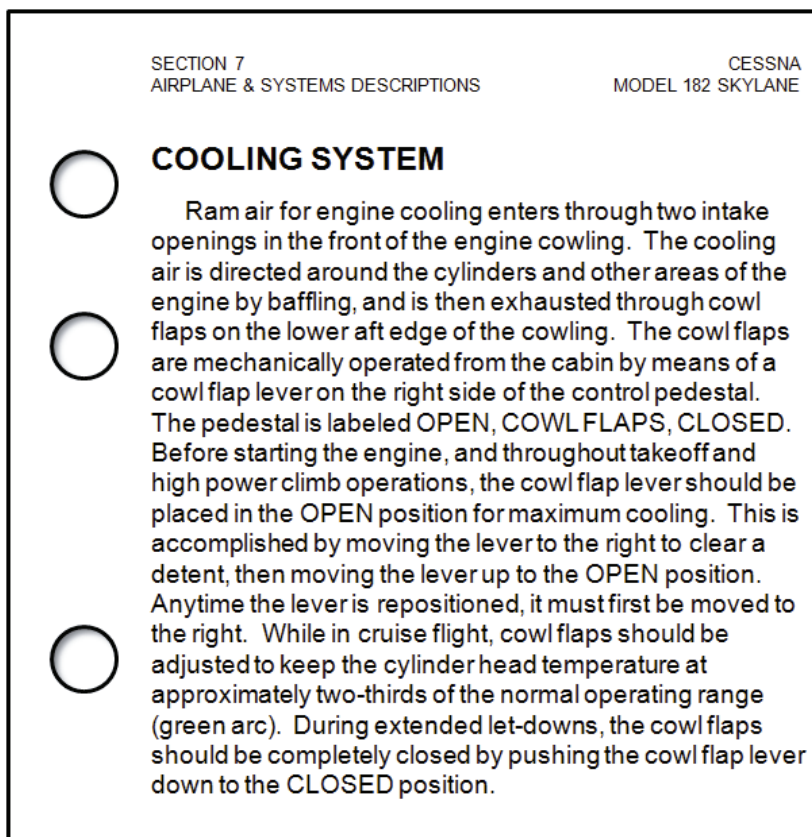 SECTION 7
AIRPLANE & SYSTEMS DESCRIPTIONS
CESSNA
MODEL 182 SKYLANE
COOLING SYSTEM
Ram air for engine cooling enters through two intake
openings in the front of the engine cowling. The cooling
air is directed around the cylinders and other areas of the
engine by baffling, and is then exhausted through cowl
flaps on the lower aft edge of the cowling. The cowl flaps
are mechanically operated from the cabin by means of a
cowl flap lever on the right side of the control pedestal.
The pedestal is labeled OPEN, COWL FLAPS, CLOSED.
Before starting the engine, and throughout takeoff and
high power climb operations, the cowl flap lever should be
placed in the OPEN position for maximum cooling. This is
accomplished by moving the lever to the right to clear a
detent, then moving the lever up to the OPEN position.
Anytime the lever is repositioned, it must first be moved to
the right. While in cruise flight, cowl flaps should be
adjusted to keep the cylinder head temperature at
approximately two-thirds of the normal operating range
(green arc). During extended let-downs, the cowl flaps
should be completely closed by pushing the cowl flap lever
down to the CLOSED position.